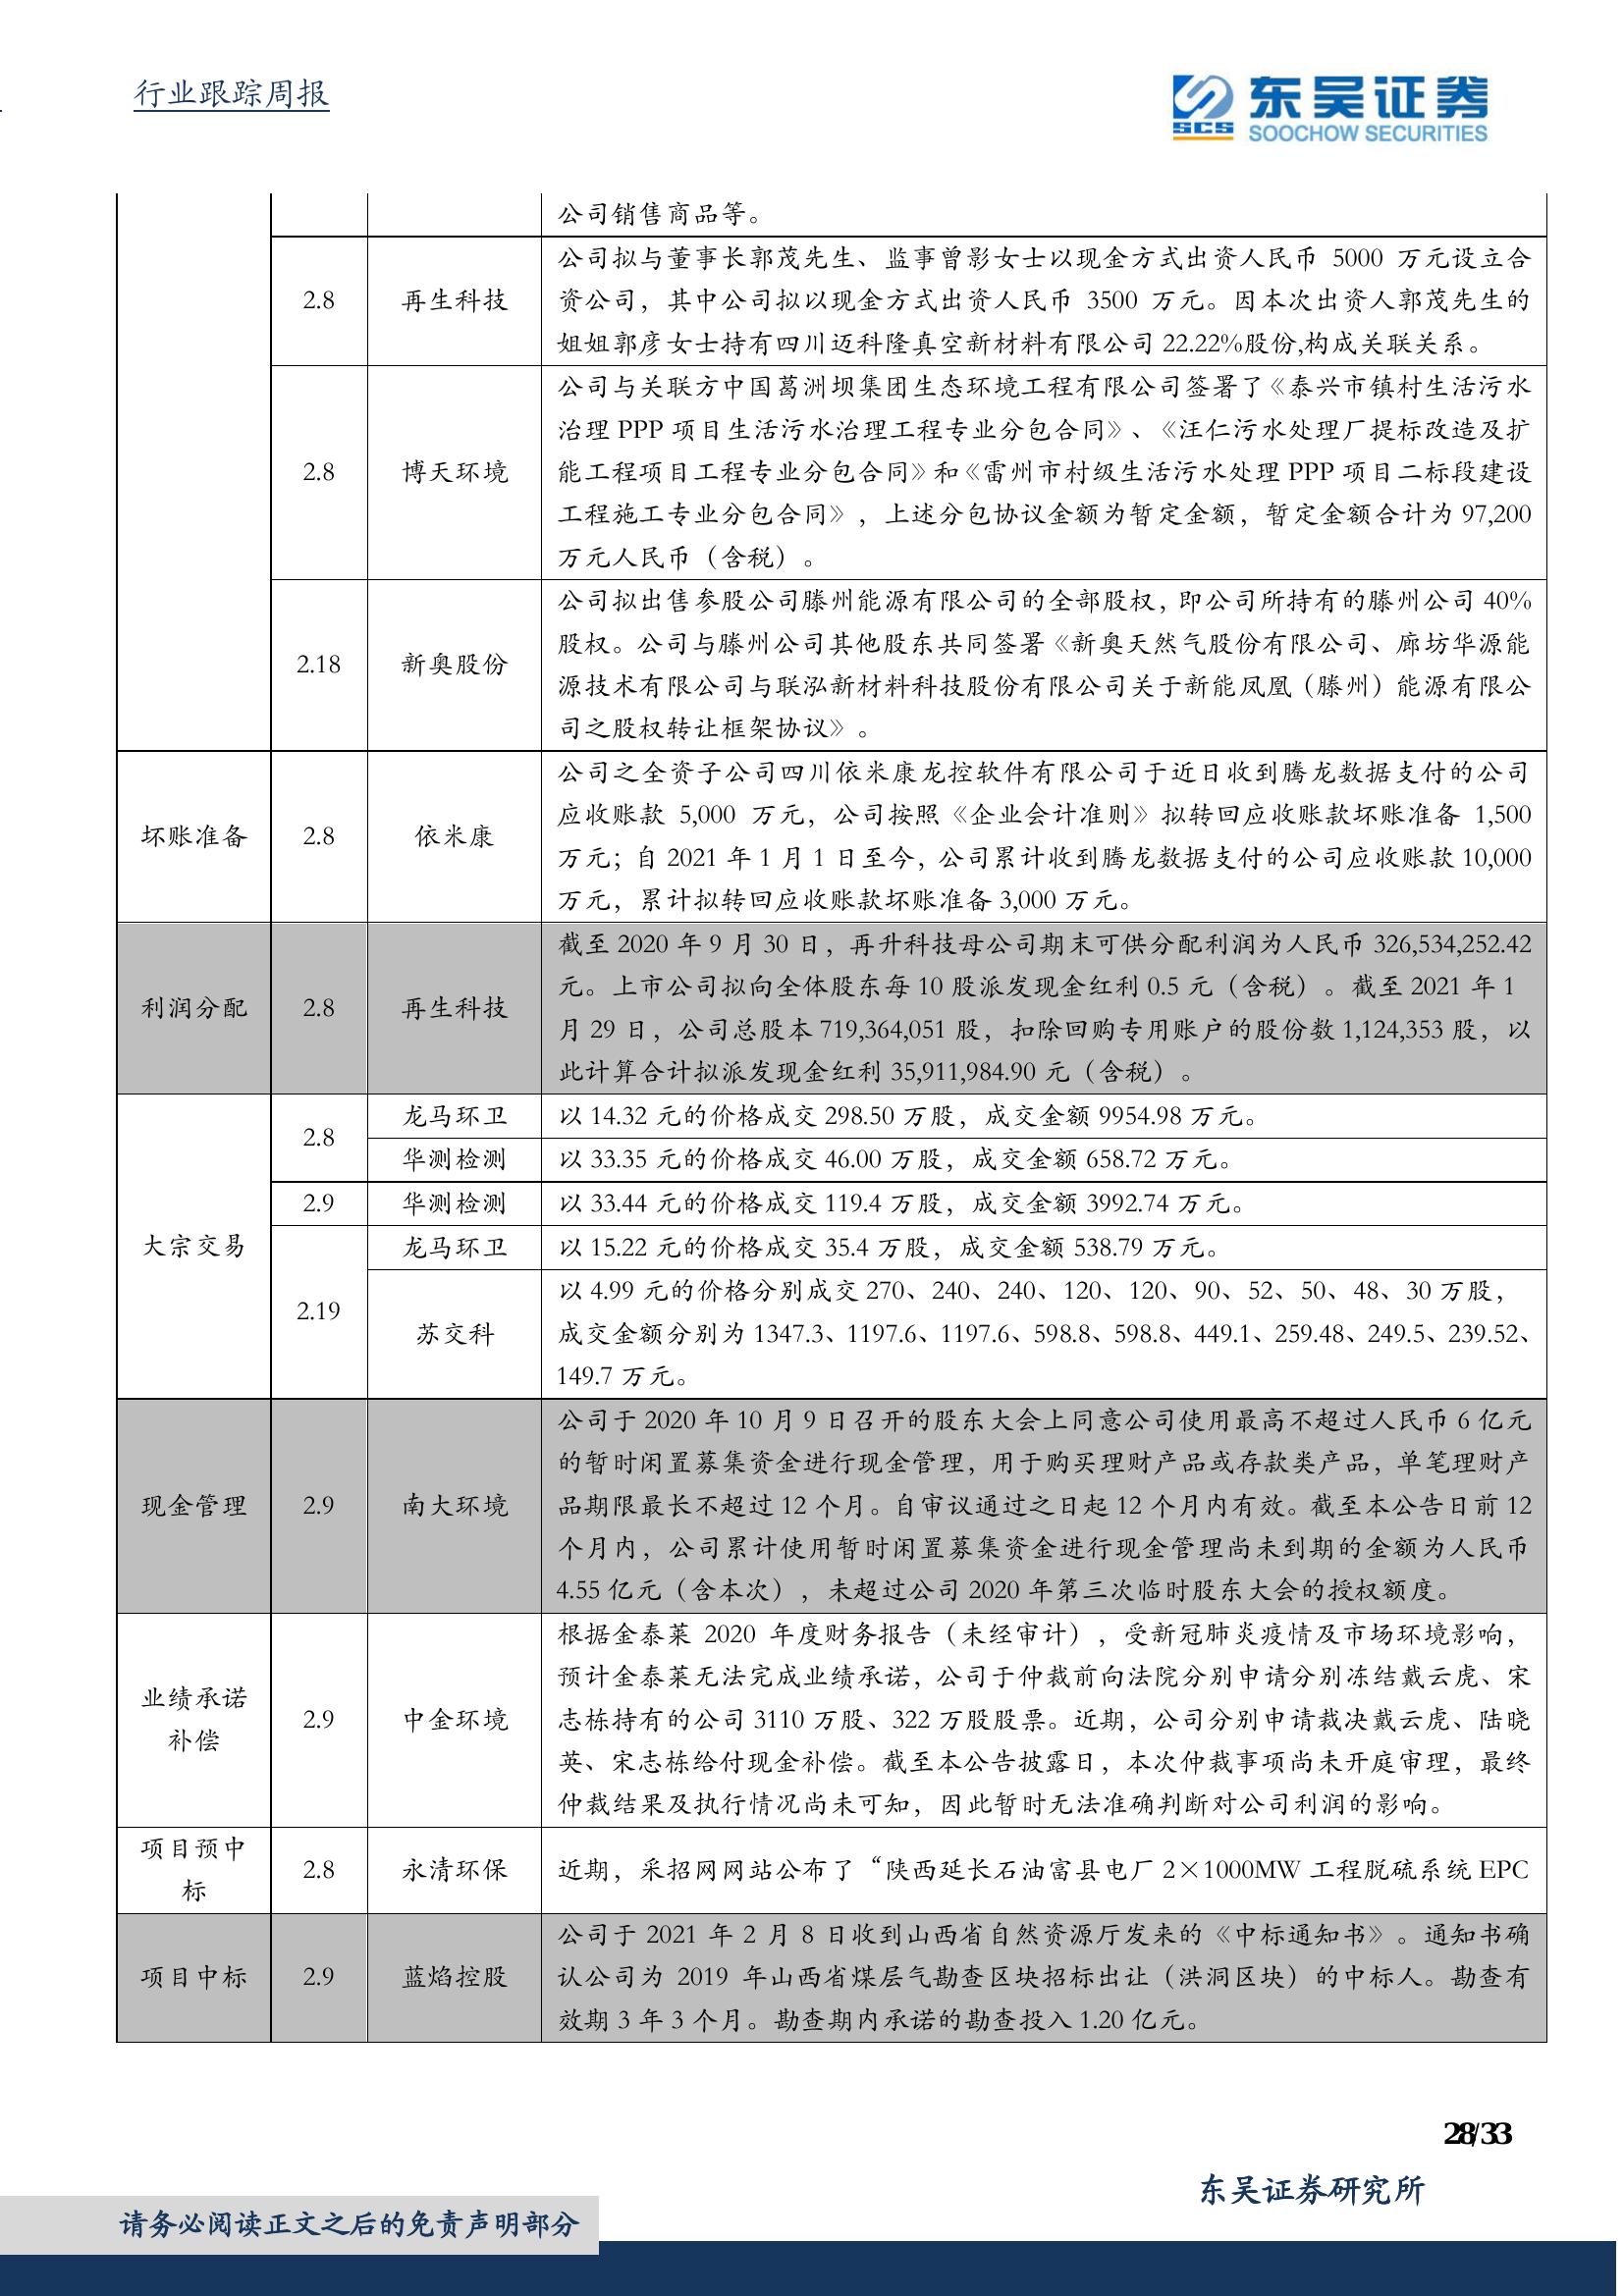 行业跟踪周报
SCS
东吴证券
SOOCHOW SECURITIES
公司销售商品等。
2.8
再生科技
公司拟与董事长郭茂先生、监事曾影女士以现金方式出资人民币 5000 万元设立合
资公司，其中公司拟以现金方式出资人民币 3500 万元。因本次出资人郭茂先生的
姐姐郭彦女士持有四川迈科隆真空新材料有限公司 22.22%股份,构成关联关系。
2.8
博天环境
公司与关联方中国葛洲坝集团生态环境工程有限公司签署了《泰兴市镇村生活污水
治理 PPP 项目生活污水治理工程专业分包合同》、《汪仁污水处理厂提标改造及扩
能工程项目工程专业分包合同》和《雷州市村级生活污水处理 PPP 项目二标段建设
工程施工专业分包合同》，上述分包协议金额为暂定金额，暂定金额合计为 97,200
万元人民币（含税）。
2.18
新奥股份
公司拟出售参股公司滕州能源有限公司的全部股权，即公司所持有的滕州公司 40%
股权。公司与滕州公司其他股东共同签署《新奥天然气股份有限公司、廊坊华源能
源技术有限公司与联泓新材料科技股份有限公司关于新能凤凰（滕州）能源有限公
司之股权转让框架协议》。
坏账准备
2.8
依米康
公司之全资子公司四川依米康龙控软件有限公司于近日收到腾龙数据支付的公司
应收账款 5,000 万元，公司按照《企业会计准则》拟转回应收账款坏账准备 1,500
万元；自 2021 年 1 月 1 日至今，公司累计收到腾龙数据支付的公司应收账款 10,000
万元，累计拟转回应收账款坏账准备 3,000 万元。
利润分配
2.8
再生科技
截至 2020 年 9 月 30 日，再升科技母公司期末可供分配利润为人民币 326,534,252.42
元。上市公司拟向全体股东每 10 股派发现金红利 0.5 元（含税）。截至 2021 年 1
月 29 日，公司总股本 719,364,051 股，扣除回购专用账户的股份数 1,124,353 股，以
此计算合计拟派发现金红利 35,911,984.90 元（含税）。
大宗交易
2.8
龙马环卫
以 14.32 元的价格成交 298.50 万股，成交金额 9954.98 万元。
华测检测
以 33.35 元的价格成交 46.00 万股，成交金额 658.72 万元。
2.9
华测检测
以 33.44 元的价格成交 119.4 万股，成交金额 3992.74 万元。
2.19
龙马环卫
以 15.22 元的价格成交 35.4 万股，成交金额 538.79 万元。
苏交科
以 4.99 元的价格分别成交 270、240、240、120、120、90、52、50、48、30 万股，
成交金额分别为 1347.3、1197.6、1197.6、598.8、598.8、449.1、259.48、249.5、239.52、
149.7 万元。
现金管理
2.9
南大环境
公司于 2020 年 10 月 9 日召开的股东大会上同意公司使用最高不超过人民币 6 亿元
的暂时闲置募集资金进行现金管理，用于购买理财产品或存款类产品，单笔理财产
品期限最长不超过 12 个月。自审议通过之日起 12 个月内有效。截至本公告日前 12
个月内，公司累计使用暂时闲置募集资金进行现金管理尚未到期的金额为人民币
4.55 亿元（含本次），未超过公司 2020 年第三次临时股东大会的授权额度。
业绩承诺
补偿
2.9
中金环境
根据金泰莱 2020 年度财务报告（未经审计），受新冠肺炎疫情及市场环境影响，
预计金泰莱无法完成业绩承诺，公司于仲裁前向法院分别申请分别冻结戴云虎、宋
志栋持有的公司 3110 万股、322 万股股票。近期，公司分别申请裁决戴云虎、陆晓
英、宋志栋给付现金补偿。截至本公告披露日，本次仲裁事项尚未开庭审理，最终
仲裁结果及执行情况尚未可知，因此暂时无法准确判断对公司利润的影响。
项目预中
标
2.8
永清环保
近期，采招网网站公布了“陕西延长石油富县电厂 2×1000MW 工程脱硫系统 EPC
项目中标
2.9
蓝焰控股
公司于 2021 年 2 月 8 日收到山西省自然资源厅发来的《中标通知书》。通知书确
认公司为 2019 年山西省煤层气勘查区块招标出让（洪洞区块）的中标人。勘查有
效期 3 年 3 个月。勘查期内承诺的勘查投入 1.20 亿元。
28/33
东吴证券研究所
请务必阅读正文之后的免责声明部分